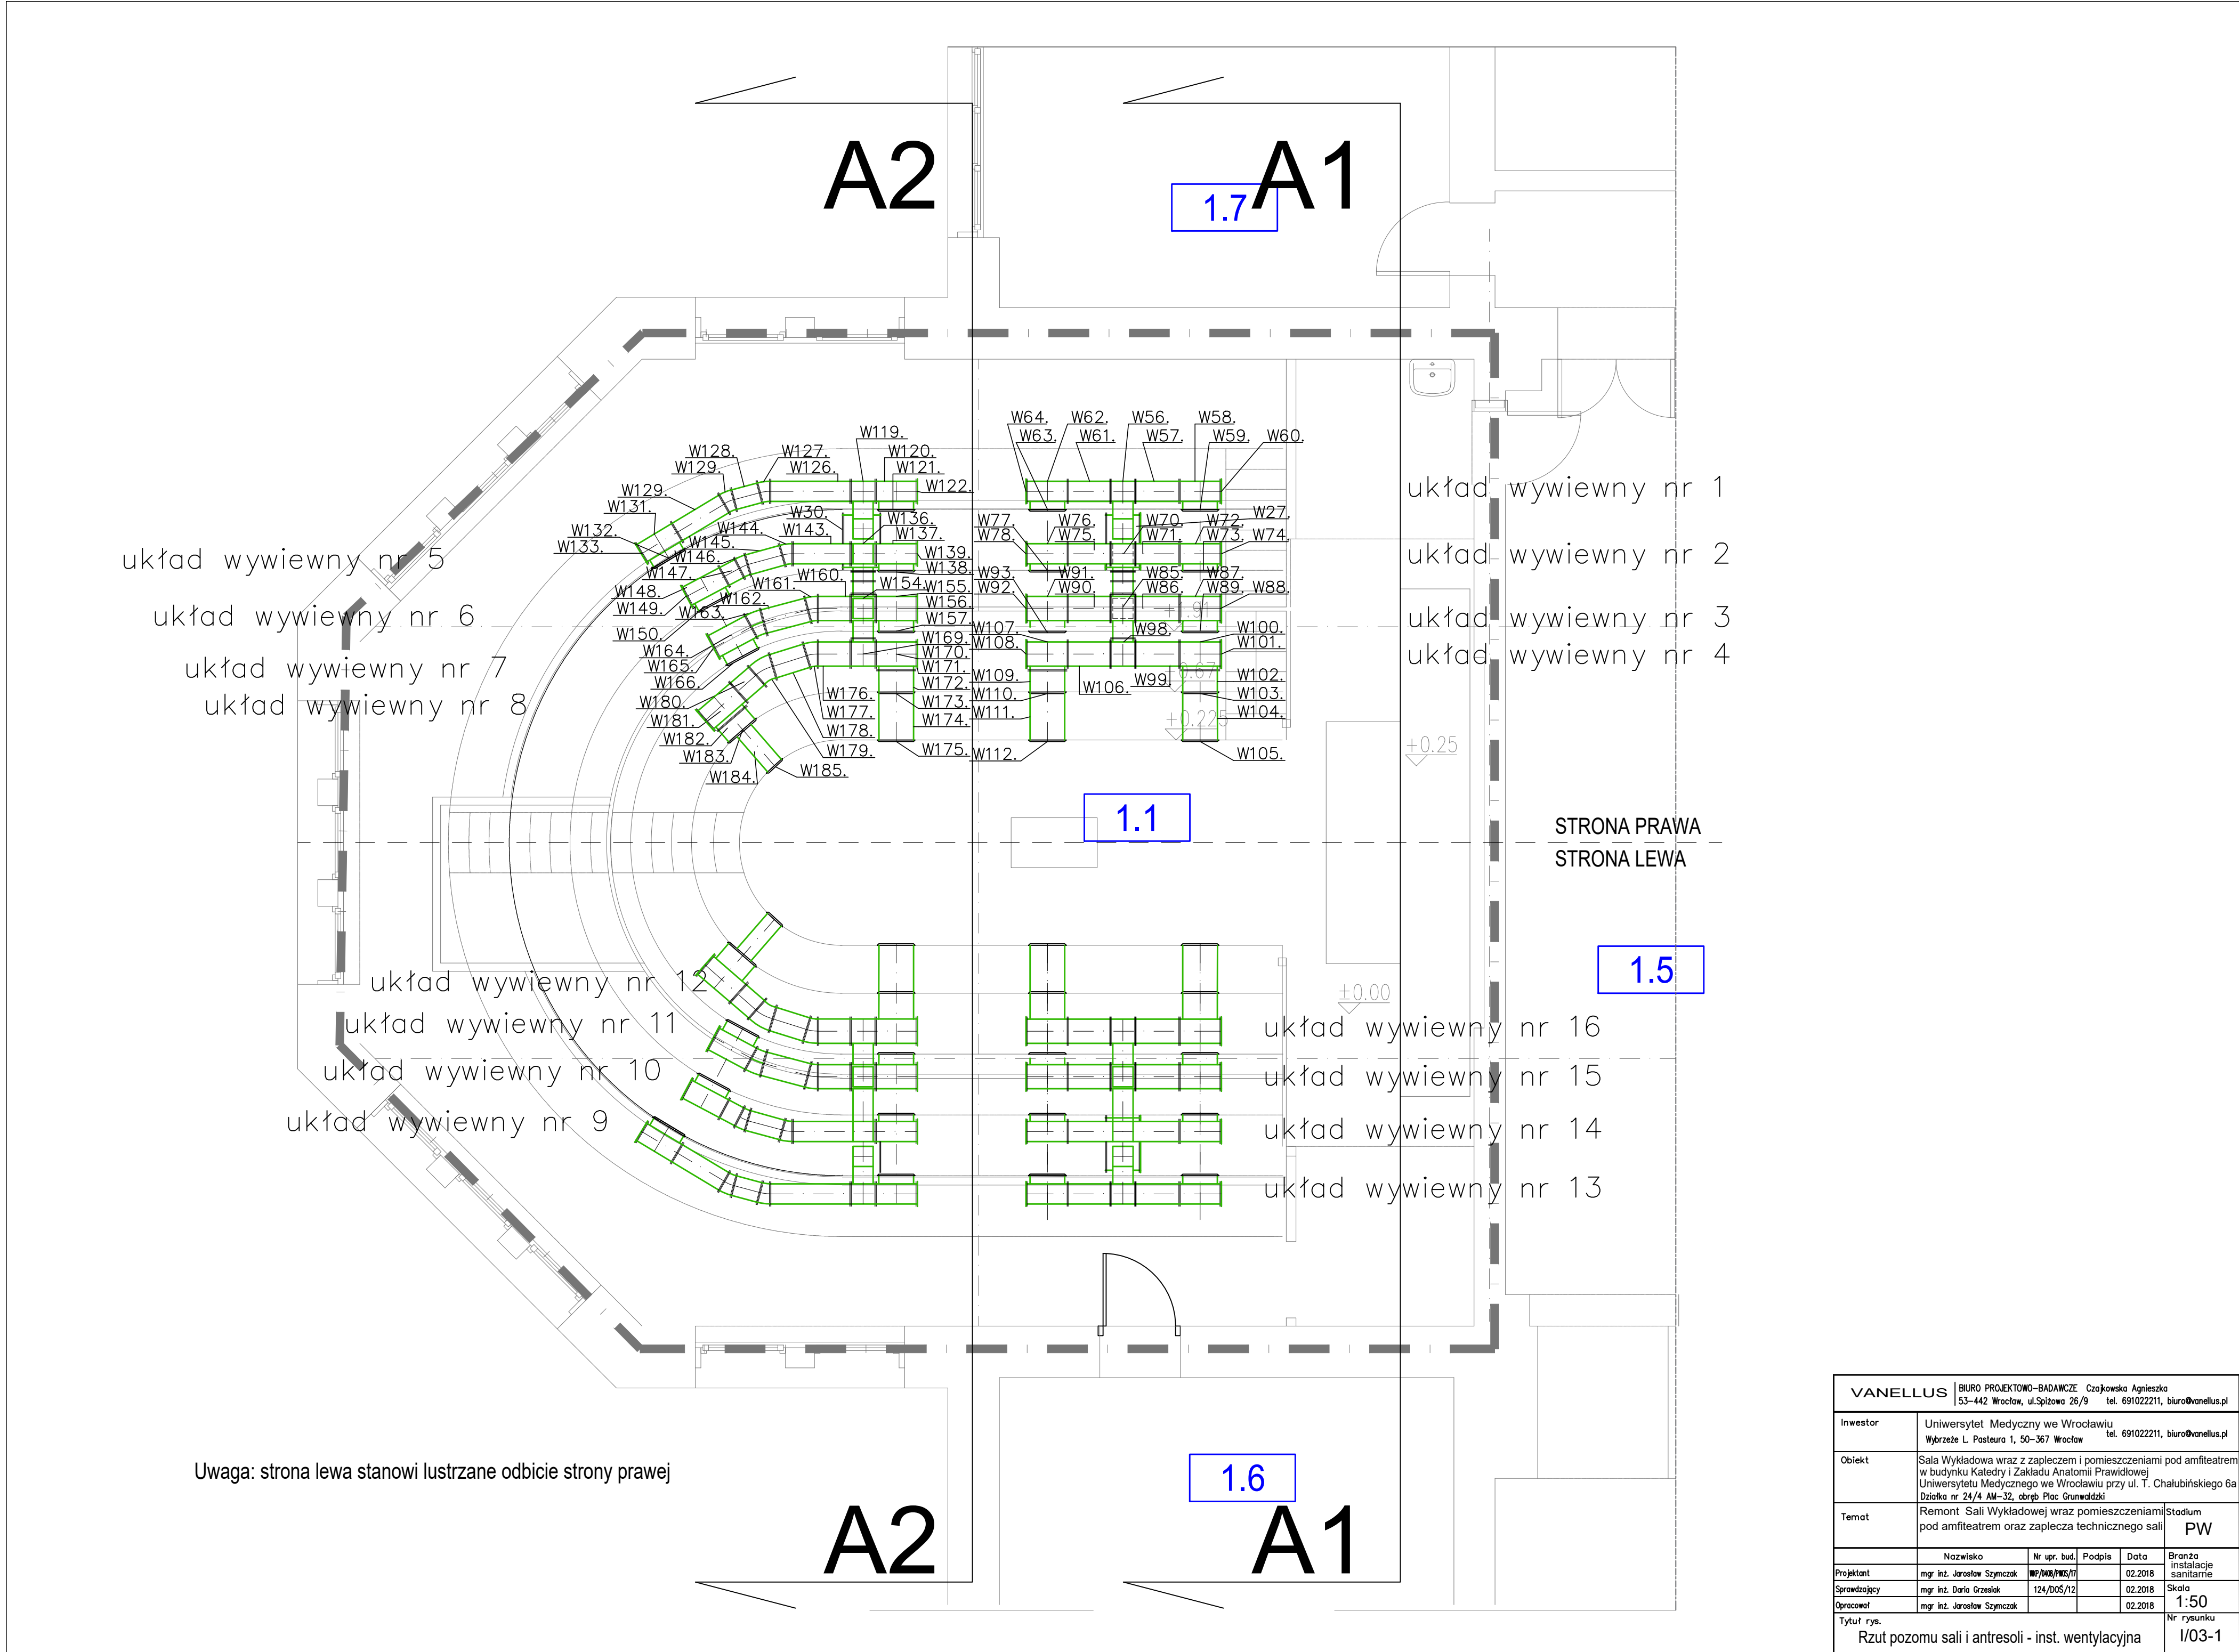 A2
A1
1.7
W119.
W64.
W62.
W56.
W58.
W63.
W61.
W57.
W59.
W60.
W128.
W127.
W120.
W129.
W126.
W121.
W129.
W122.
W131.
W30.
W136.
W77.
W76.
W70.
W72.
W27.
W132.
W144.
W143.
W137.
W78.
W75.
W71.
W73.
W74.
W133.
W145.
W139.
W146.
W138.
W147.
W161.
W160.
W154.
W155.
W93.
W91.
W85.
W87.
W148.
W162.
W92.
W90.
W86.
W89.
W88.
W149.
W163.
W156.
W157.
W150.
W169.
W107.
W98.
W100.
W164.
W170.
W108.
W101.
W165.
W171.
W166.
W172.
W109.
W106.
W99.
W102.
W180.
W176.
W173.
W110.
W103.
W181.
W177.
W174.
W111.
W104.
W182.
W178.
W183.
W179.
W175.
W112.
W105.
W184.
W185.
układ wywiewny nr 1
układ wywiewny nr 2
układ wywiewny nr 3
układ wywiewny nr 4
układ wywiewny nr 5
układ wywiewny nr 6
układ wywiewny nr 7
układ wywiewny nr 8
+0.67
+0.225
+0.25
1.1
STRONA PRAWA
STRONA LEWA
1.5
±0.00
układ wywiewny nr 12
układ wywiewny nr 11
układ wywiewny nr 10
układ wywiewny nr 9
układ wywiewny nr 16
układ wywiewny nr 15
układ wywiewny nr 14
układ wywiewny nr 13
Uwaga: strona lewa stanowi lustrzane odbicie strony prawej
1.6
A2
A1
VANELLUS
BIURO PROJEKTOWO-BADAWCZE Czajkowska Agnieszka
53-442 Wrocław, ul.Spiżowa 26/9 tel. 691022211, biuro@vanellus.pl
Inwestor
Uniwersytet Medyczny we Wrocławiu
Wybrzeże L. Pasteura 1, 50-367 Wrocław
tel. 691022211, biuro@vanellus.pl
Obiekt
Sala Wykładowa wraz z zapleczem i pomieszczeniami pod amfiteatrem
w budynku Katedry i Zakładu Anatomii Prawidłowej
Uniwersytetu Medycznego we Wrocławiu przy ul. T. Chałubińskiego 6a
Działka nr 24/4 AM-32, obręb Plac Grunwaldzki
Temat
Remont Sali Wykładowej wraz pomieszczeniami
pod amfiteatrem oraz zaplecza technicznego sali
Stadium
PW
Nazwisko Nr upr. bud. Podpis Data
Branża
instalacje
sanitarne
Projektant mgr inż. Jarosław Szymczak 02.2018
Sprawdzający mgr inż. Daria Grzesiak 124/DOŚ/12 02.2018
Opracował mgr inż. Jarosław Szymczak 02.2018
Skala
1:50
Tytuł rys.
Rzut pozomu sali i antresoli - inst. wentylacyjna
Nr rysunku
I/03-1